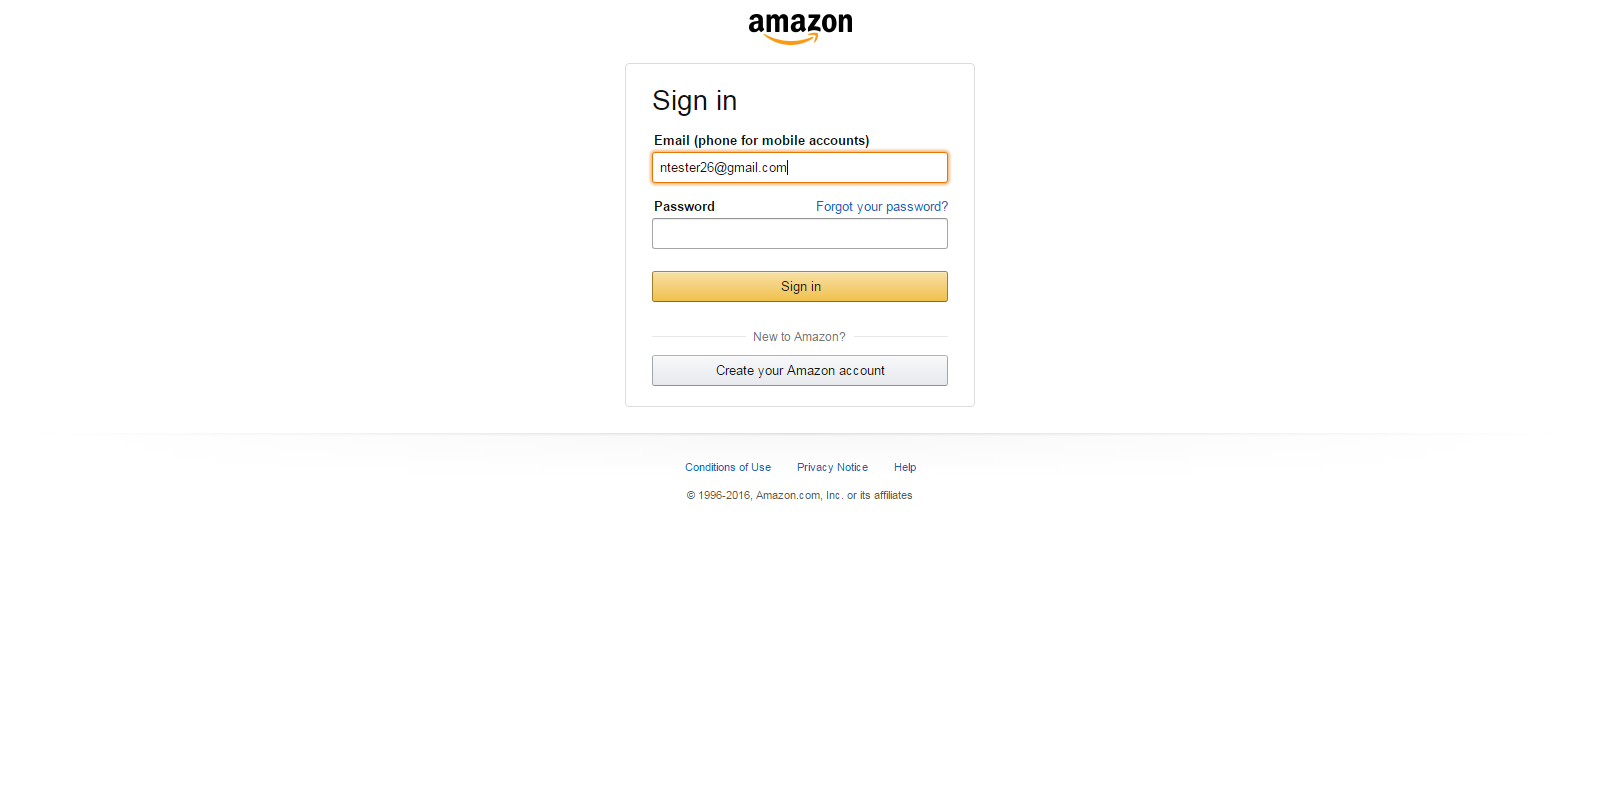 amazon
Sign in
Email (phone for mobile accounts)
ntester26@gmail.com
Password Forgot your password?
Sign in
New to Amazon?
Create your Amazon account
Conditions of Use Privacy Notice Help
© 1996-2016, Amazon.com, Inc. or its affiliates